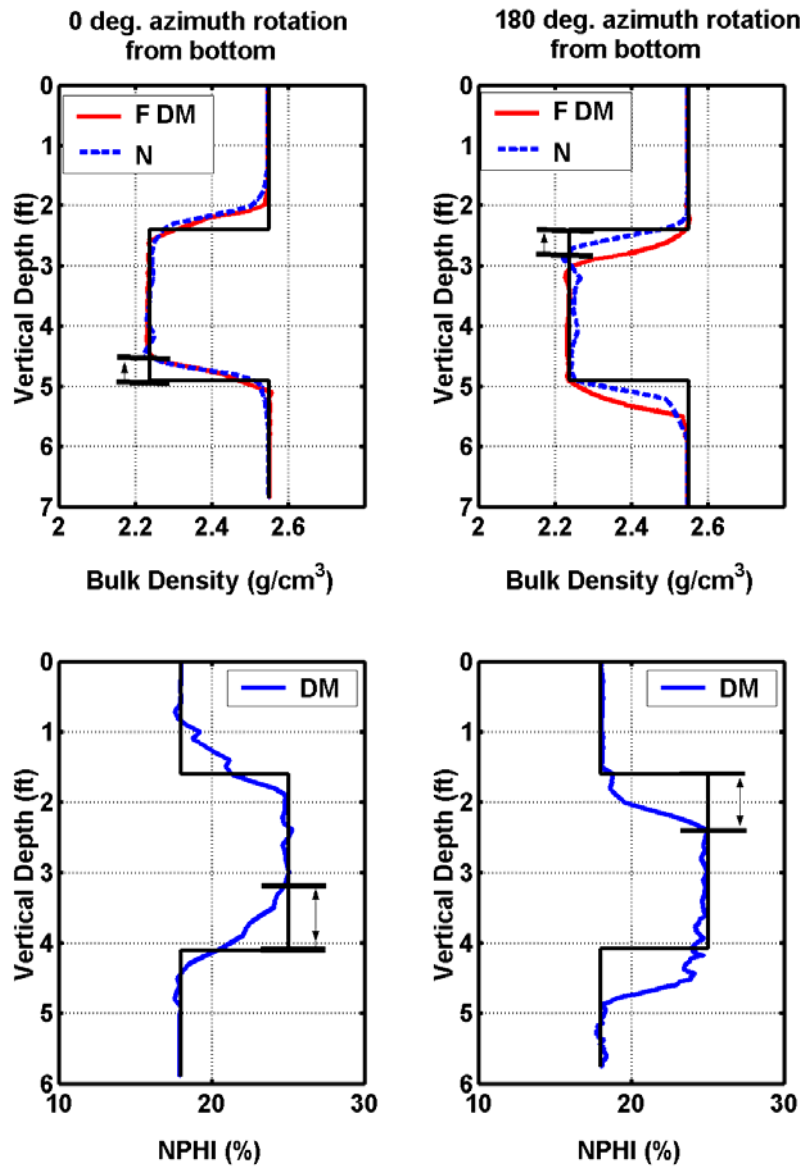 0 deg. azimuth rotation
from bottom
180 deg. azimuth rotation
from bottom
0
1
2
3
4
5
6
7
Vertical Depth (ft)
F DM
N
2
2.2
2.4
2.6
Bulk Density (g/cm³)
0
1
2
3
4
5
6
7
Vertical Depth (ft)
F DM
N
2
2.2
2.4
2.6
Bulk Density (g/cm³)
0
1
2
3
4
5
6
Vertical Depth (ft)
DM
10
20
30
NPHI (%)
0
1
2
3
4
5
6
Vertical Depth (ft)
DM
10
20
30
NPHI (%)